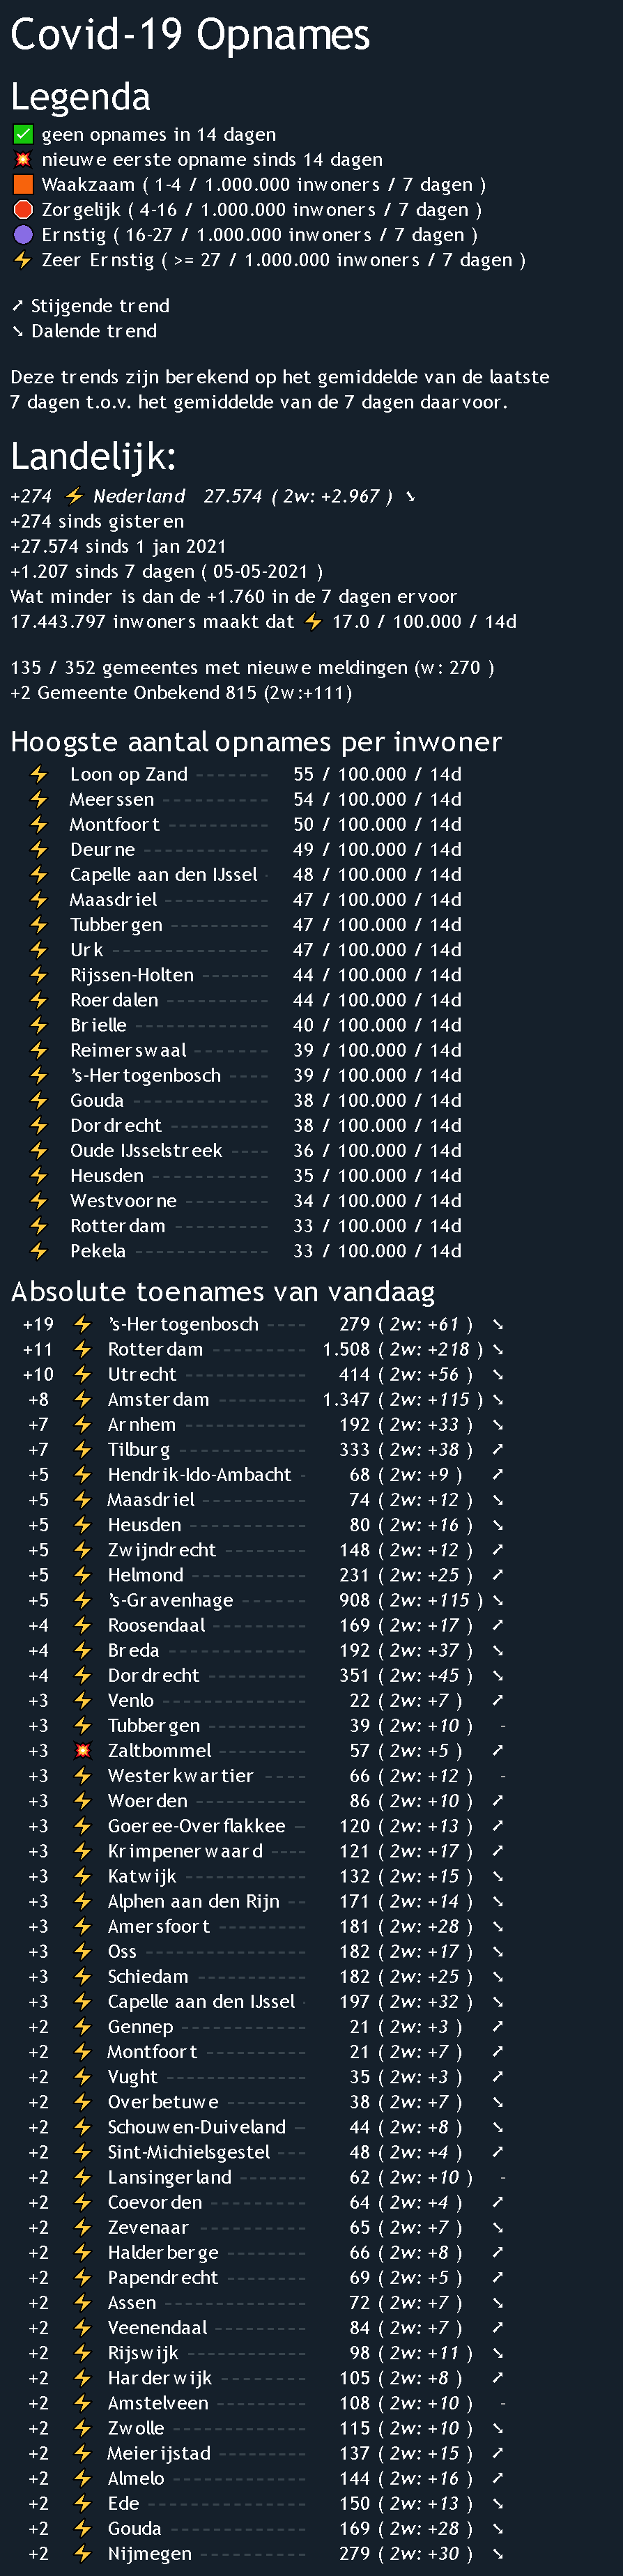 Covid-19 Opnames
Legenda
✅ geen opnames in 14 dagen
💥 nieuwe eerste opname sinds 14 dagen
🟧 Waakzaam ( 1-4 / 1.000.000 inwoners / 7 dagen )
🛑 Zorgelijk ( 4-16 / 1.000.000 inwoners / 7 dagen )
🟣 Ernstig ( 16-27 / 1.000.000 inwoners / 7 dagen )
⚡ Zeer Ernstig ( >= 27 / 1.000.000 inwoners / 7 dagen )
➚ Stijgende trend
➘ Dalende trend
Deze trends zijn berekend op het gemiddelde van de laatste
7 dagen t.o.v. het gemiddelde van de 7 dagen daarvoor.
Landelijk:
+274 ⚡ Nederland 27.574 ( 2w: +2.967 ) ➘
+274 sinds gisteren
+27.574 sinds 1 jan 2021
+1.207 sinds 7 dagen ( 05-05-2021 )
Wat minder is dan de +1.760 in de 7 dagen ervoor
17.443.797 inwoners maakt dat ⚡ 17.0 / 100.000 / 14d
135 / 352 gemeentes met nieuwe meldingen (w: 270 )
+2 Gemeente Onbekend 815 (2w:+111)
Hoogste aantal opnames per inwoner
⚡ Loon op Zand -------- 55 / 100.000 / 14d
⚡ Meerssen ------------ 54 / 100.000 / 14d
⚡ Montfoort ----------- 50 / 100.000 / 14d
⚡ Deurne -------------- 49 / 100.000 / 14d
⚡ Capelle aan den IJssel - 48 / 100.000 / 14d
⚡ Maasdriel ----------- 47 / 100.000 / 14d
⚡ Tubbergen ----------- 47 / 100.000 / 14d
⚡ Urk ----------------- 47 / 100.000 / 14d
⚡ Rijssen-Holten ------- 44 / 100.000 / 14d
⚡ Roerdalen ----------- 44 / 100.000 / 14d
⚡ Brielle -------------- 40 / 100.000 / 14d
⚡ Reimerswaal -------- 39 / 100.000 / 14d
⚡ 's-Hertogenbosch ---- 39 / 100.000 / 14d
⚡ Gouda --------------- 38 / 100.000 / 14d
⚡ Dordrecht ----------- 38 / 100.000 / 14d
⚡ Oude IJsselstreek ---- 36 / 100.000 / 14d
⚡ Heusden ------------- 35 / 100.000 / 14d
⚡ Westvoorne --------- 34 / 100.000 / 14d
⚡ Rotterdam ---------- 33 / 100.000 / 14d
⚡ Pekela -------------- 33 / 100.000 / 14d
Absolute toenames van vandaag
+19 ⚡ 's-Hertogenbosch ---- 279 ( 2w: +61 ) ➘
+11 ⚡ Rotterdam ---------- 1.508 ( 2w: +218 ) ➘
+10 ⚡ Utrecht ------------- 414 ( 2w: +56 ) ➘
+8 ⚡ Amsterdam ---------- 1.347 ( 2w: +115 ) ➘
+7 ⚡ Arnhem ------------- 192 ( 2w: +33 ) ➘
+7 ⚡ Tilburg -------------- 333 ( 2w: +38 ) ➚
+5 ⚡ Hendrik-Ido-Ambacht - 68 ( 2w: +9 ) ➚
+5 ⚡ Maasdriel ----------- 74 ( 2w: +12 ) ➘
+5 ⚡ Heusden ------------- 80 ( 2w: +16 ) ➘
+5 ⚡ Zwijndrecht --------- 148 ( 2w: +12 ) ➚
+5 ⚡ Helmond ------------- 231 ( 2w: +25 ) ➚
+5 ⚡ 's-Gravenhage ------- 908 ( 2w: +115 ) ➘
+4 ⚡ Roosendaal ---------- 169 ( 2w: +17 ) ➚
+4 ⚡ Breda --------------- 192 ( 2w: +37 ) ➘
+4 ⚡ Dordrecht ----------- 351 ( 2w: +45 ) ➘
+3 ⚡ Venlo --------------- 22 ( 2w: +7 ) ➚
+3 ⚡ Tubbergen ----------- 39 ( 2w: +10 ) -
+3 💥 Zaltbommel ---------- 57 ( 2w: +5 ) ➚
+3 ⚡ Westerkwartier ------ 66 ( 2w: +12 ) -
+3 ⚡ Woerden ------------- 86 ( 2w: +10 ) ➚
+3 ⚡ Goeree-Overflakkee -- 120 ( 2w: +13 ) ➚
+3 ⚡ Krimpenerwaard ---- 121 ( 2w: +17 ) ➚
+3 ⚡ Katwijk ------------- 132 ( 2w: +15 ) ➘
+3 ⚡ Alphen aan den Rijn -- 171 ( 2w: +14 ) ➘
+3 ⚡ Amersfoort ---------- 181 ( 2w: +28 ) ➘
+3 ⚡ Oss ----------------- 182 ( 2w: +17 ) ➘
+3 ⚡ Schiedam ------------ 182 ( 2w: +25 ) ➘
+3 ⚡ Capelle aan den IJssel - 197 ( 2w: +32 ) ➘
+2 ⚡ Gennep -------------- 21 ( 2w: +3 ) ➚
+2 ⚡ Montfoort ----------- 21 ( 2w: +7 ) ➚
+2 ⚡ Vught --------------- 35 ( 2w: +3 ) ➚
+2 ⚡ Overbetuwe --------- 38 ( 2w: +7 ) ➘
+2 ⚡ Schouwen-Duiveland -- 44 ( 2w: +8 ) ➘
+2 ⚡ Sint-Michielsgestel --- 48 ( 2w: +4 ) ➚
+2 ⚡ Lansingerland -------- 62 ( 2w: +10 ) -
+2 ⚡ Coevorden ----------- 64 ( 2w: +4 ) ➚
+2 ⚡ Zevenaar ------------ 65 ( 2w: +7 ) ➘
+2 ⚡ Halderberge --------- 66 ( 2w: +8 ) ➚
+2 ⚡ Papendrecht --------- 69 ( 2w: +5 ) ➚
+2 ⚡ Assen --------------- 72 ( 2w: +7 ) ➘
+2 ⚡ Veenendaal ---------- 84 ( 2w: +7 ) ➚
+2 ⚡ Rijswijk ------------- 98 ( 2w: +11 ) ➘
+2 ⚡ Harderwijk ---------- 105 ( 2w: +8 ) ➚
+2 ⚡ Amstelveen ---------- 108 ( 2w: +10 ) -
+2 ⚡ Zwolle -------------- 115 ( 2w: +10 ) ➘
+2 ⚡ Meierijstad ---------- 137 ( 2w: +15 ) ➚
+2 ⚡ Almelo -------------- 144 ( 2w: +16 ) ➚
+2 ⚡ Ede ----------------- 150 ( 2w: +13 ) ➘
+2 ⚡ Gouda --------------- 169 ( 2w: +28 ) ➘
+2 ⚡ Nijmegen ------------ 279 ( 2w: +30 ) ➘